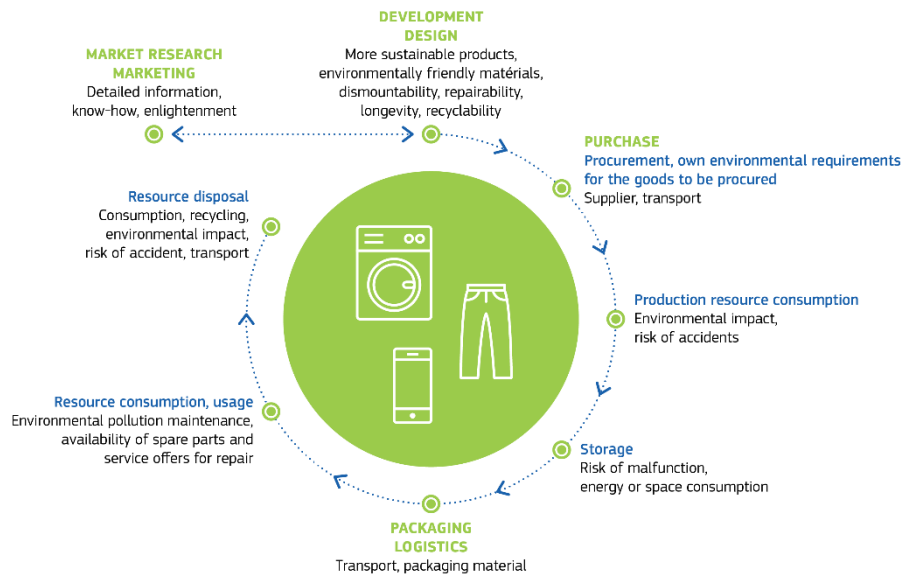 DEVELOPMENT
DESIGN
More sustainable products,
environmentally friendly matérials,
dismountability, repairability,
longevity, recyclability
MARKET RESEARCH
MARKETING
Detailed information,
know-how, enlightenment
PURCHASE
Procurement, own environmental requirements
for the goods to be procured
Supplier, transport
Production resource consumption
Environmental impact,
risk of accidents
Storage
Risk of malfunction,
energy or space consumption
PACKAGING
LOGISTICS
Transport, packaging material
Resource consumption, usage
Environmental pollution maintenance,
availability of spare parts and
service offers for repair
Resource disposal
Consumption, recycling,
environmental impact,
risk of accident, transport